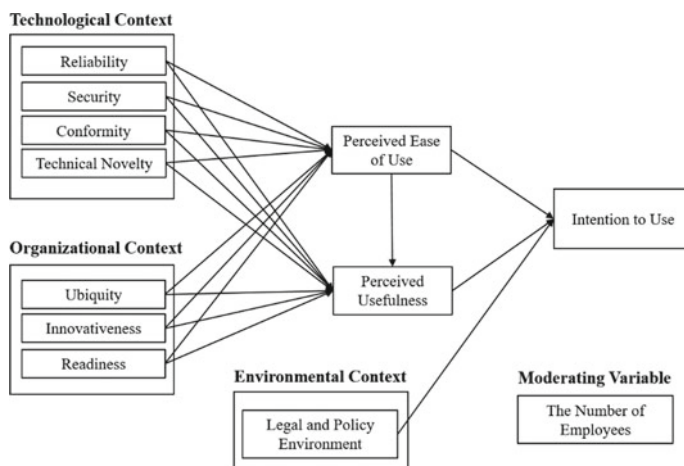 Technological Context
Reliability
Security
Conformity
Technical Novelty
Organizational Context
Ubiquity
Innovativeness
Readiness
Perceived Ease
of Use
Perceived
Usefulness
Intention to Use
Environmental Context
Legal and Policy
Environment
Moderating Variable
The Number of
Employees